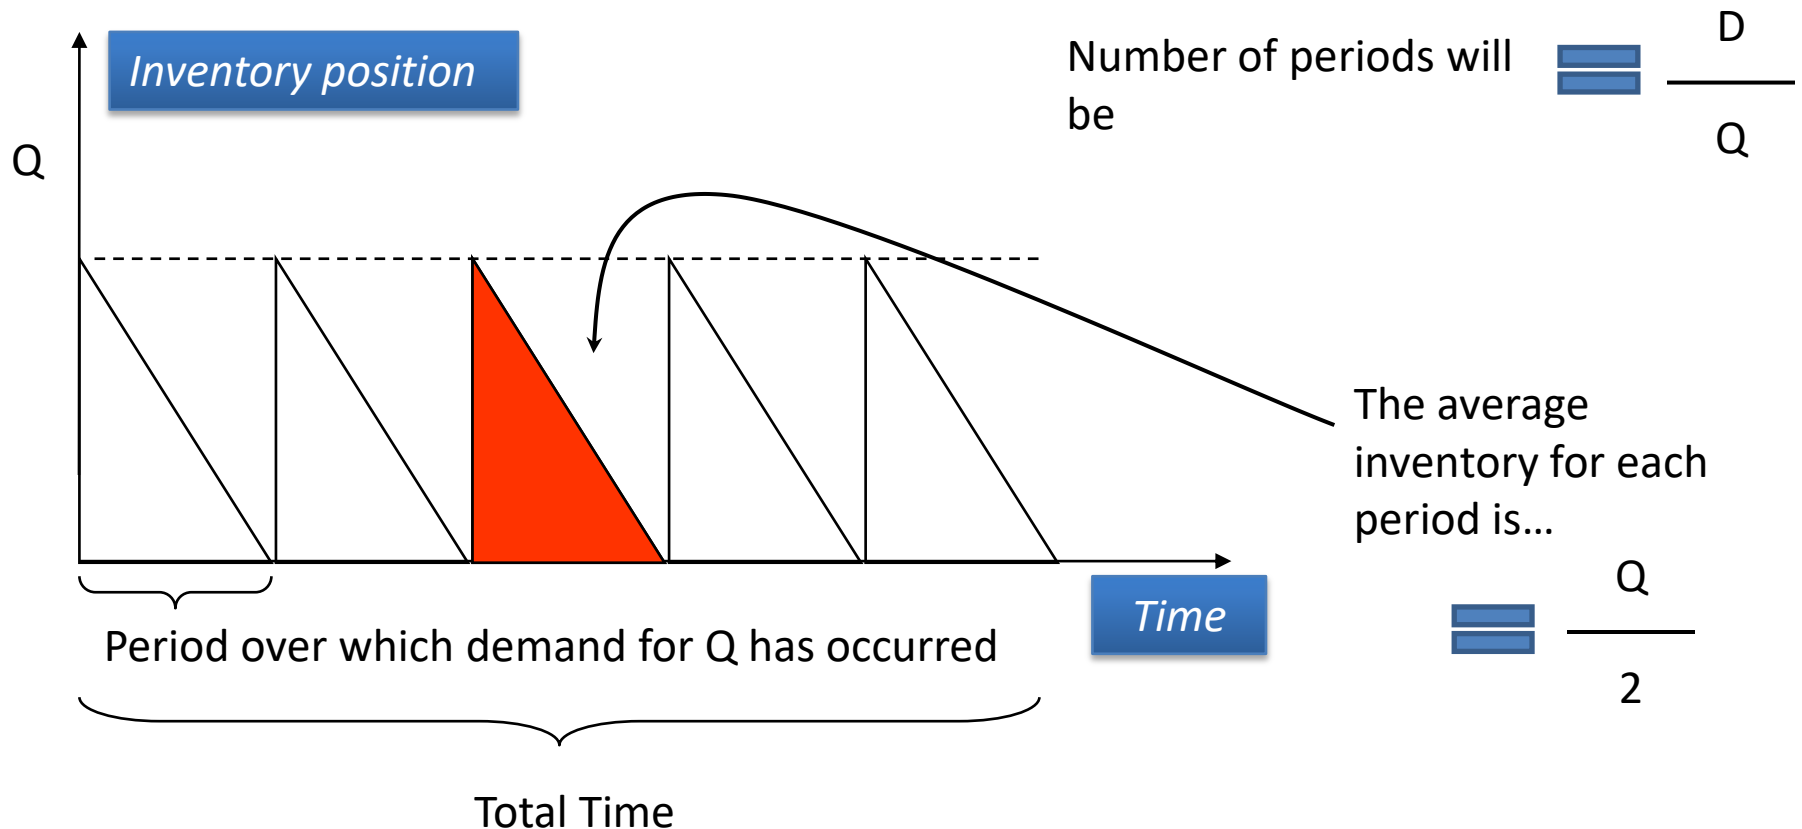 Inventory position
Number of periods will
be
D
Q
Q
The average
inventory for each
period is...
Q
2
Time
Period over which demand for Q has occurred
Total Time